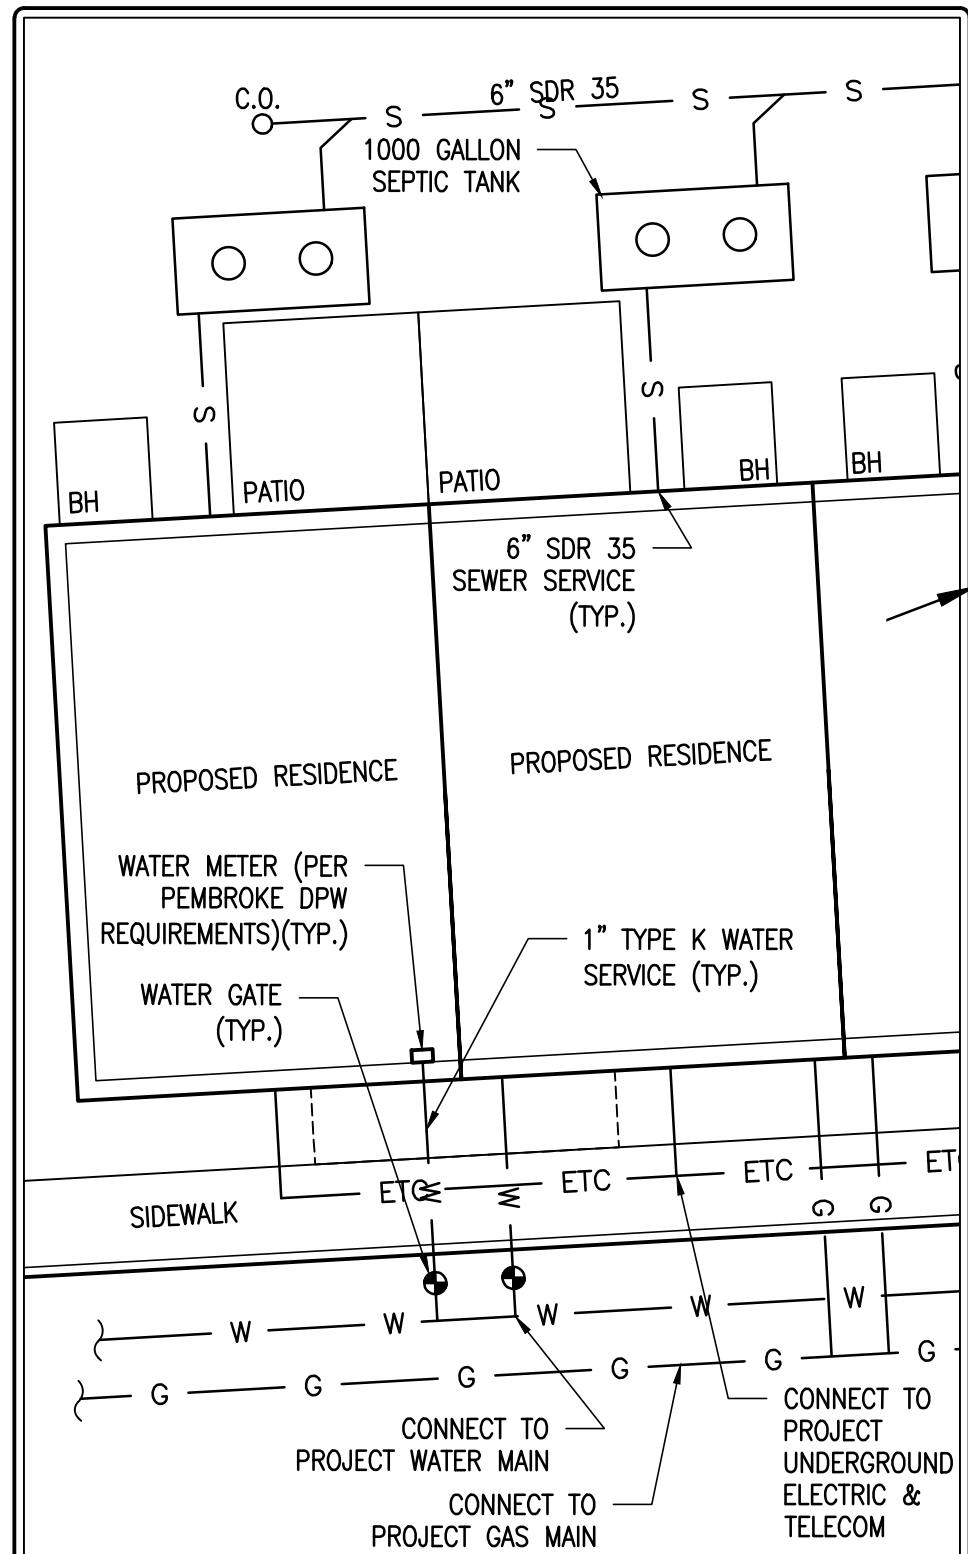 C.O.
6” SDR 35
S S S S
1000 GALLON
SEPTIC TANK
S
S
BH
PATIO
PATIO
BH
BH
6” SDR 35
SEWER SERVICE
(TYP.)
PROPOSED RESIDENCE
PROPOSED RESIDENCE
WATER METER (PER
PEMBROKE DPW
REQUIREMENTS)(TYP.)
1” TYPE K WATER
SERVICE (TYP.)
WATER GATE
(TYP.)
ETC ETC ETC ET
W W
G G
SIDEWALK
W W W W W
G G G G G G
CONNECT TO
PROJECT WATER MAIN
CONNECT TO
PROJECT GAS MAIN
CONNECT TO
PROJECT
UNDERGROUND
ELECTRIC &
TELECOM